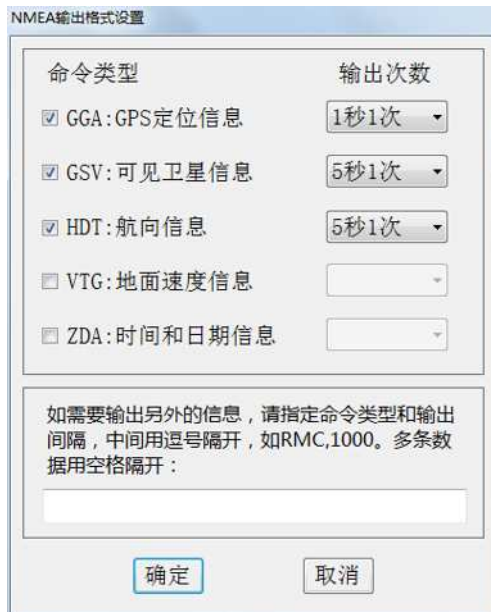 NMEA输出格式设置
命令类型 输出次数
GGA:GPS定位信息 1秒1次
GSV:可见卫星信息 5秒1次
HDT:航向信息 5秒1次
VTG:地面速度信息
ZDA:时间和日期信息
如需要输出另外的信息，请指定命令类型和输出
间隔，中间用逗号隔开，如RMC,1000。多条数
据用空格隔开：
确定 取消